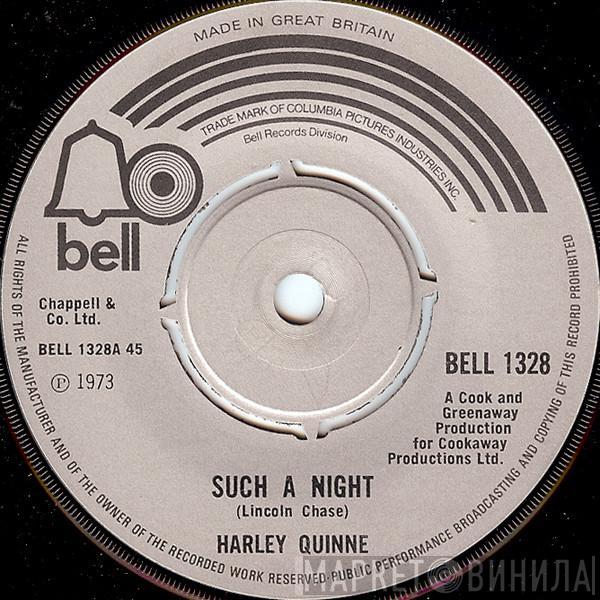 MADE IN GREAT BRITAIN
TRADE MARK OF COLUMBIA PICTURES INDUSTRIES INC.
Bell Records Division
bell
Chappell &
Co. Ltd.
BELL 1328A 45
℗ 1973
BELL 1328
A Cook and
Greenaway
Production
for Cookaway
Productions Ltd.
SUCH A NIGHT
(Lincoln Chase)
HARLEY QUINNE
ALL RIGHTS OF THE MANUFACTURER AND OF THE OWNER OF THE RECORDED WORK RESERVED·PUBLIC PERFORMANCE BROADCASTING AND COPYING OF THIS RECORD PROHIBITED
МАРКЕТ ВИНИЛА